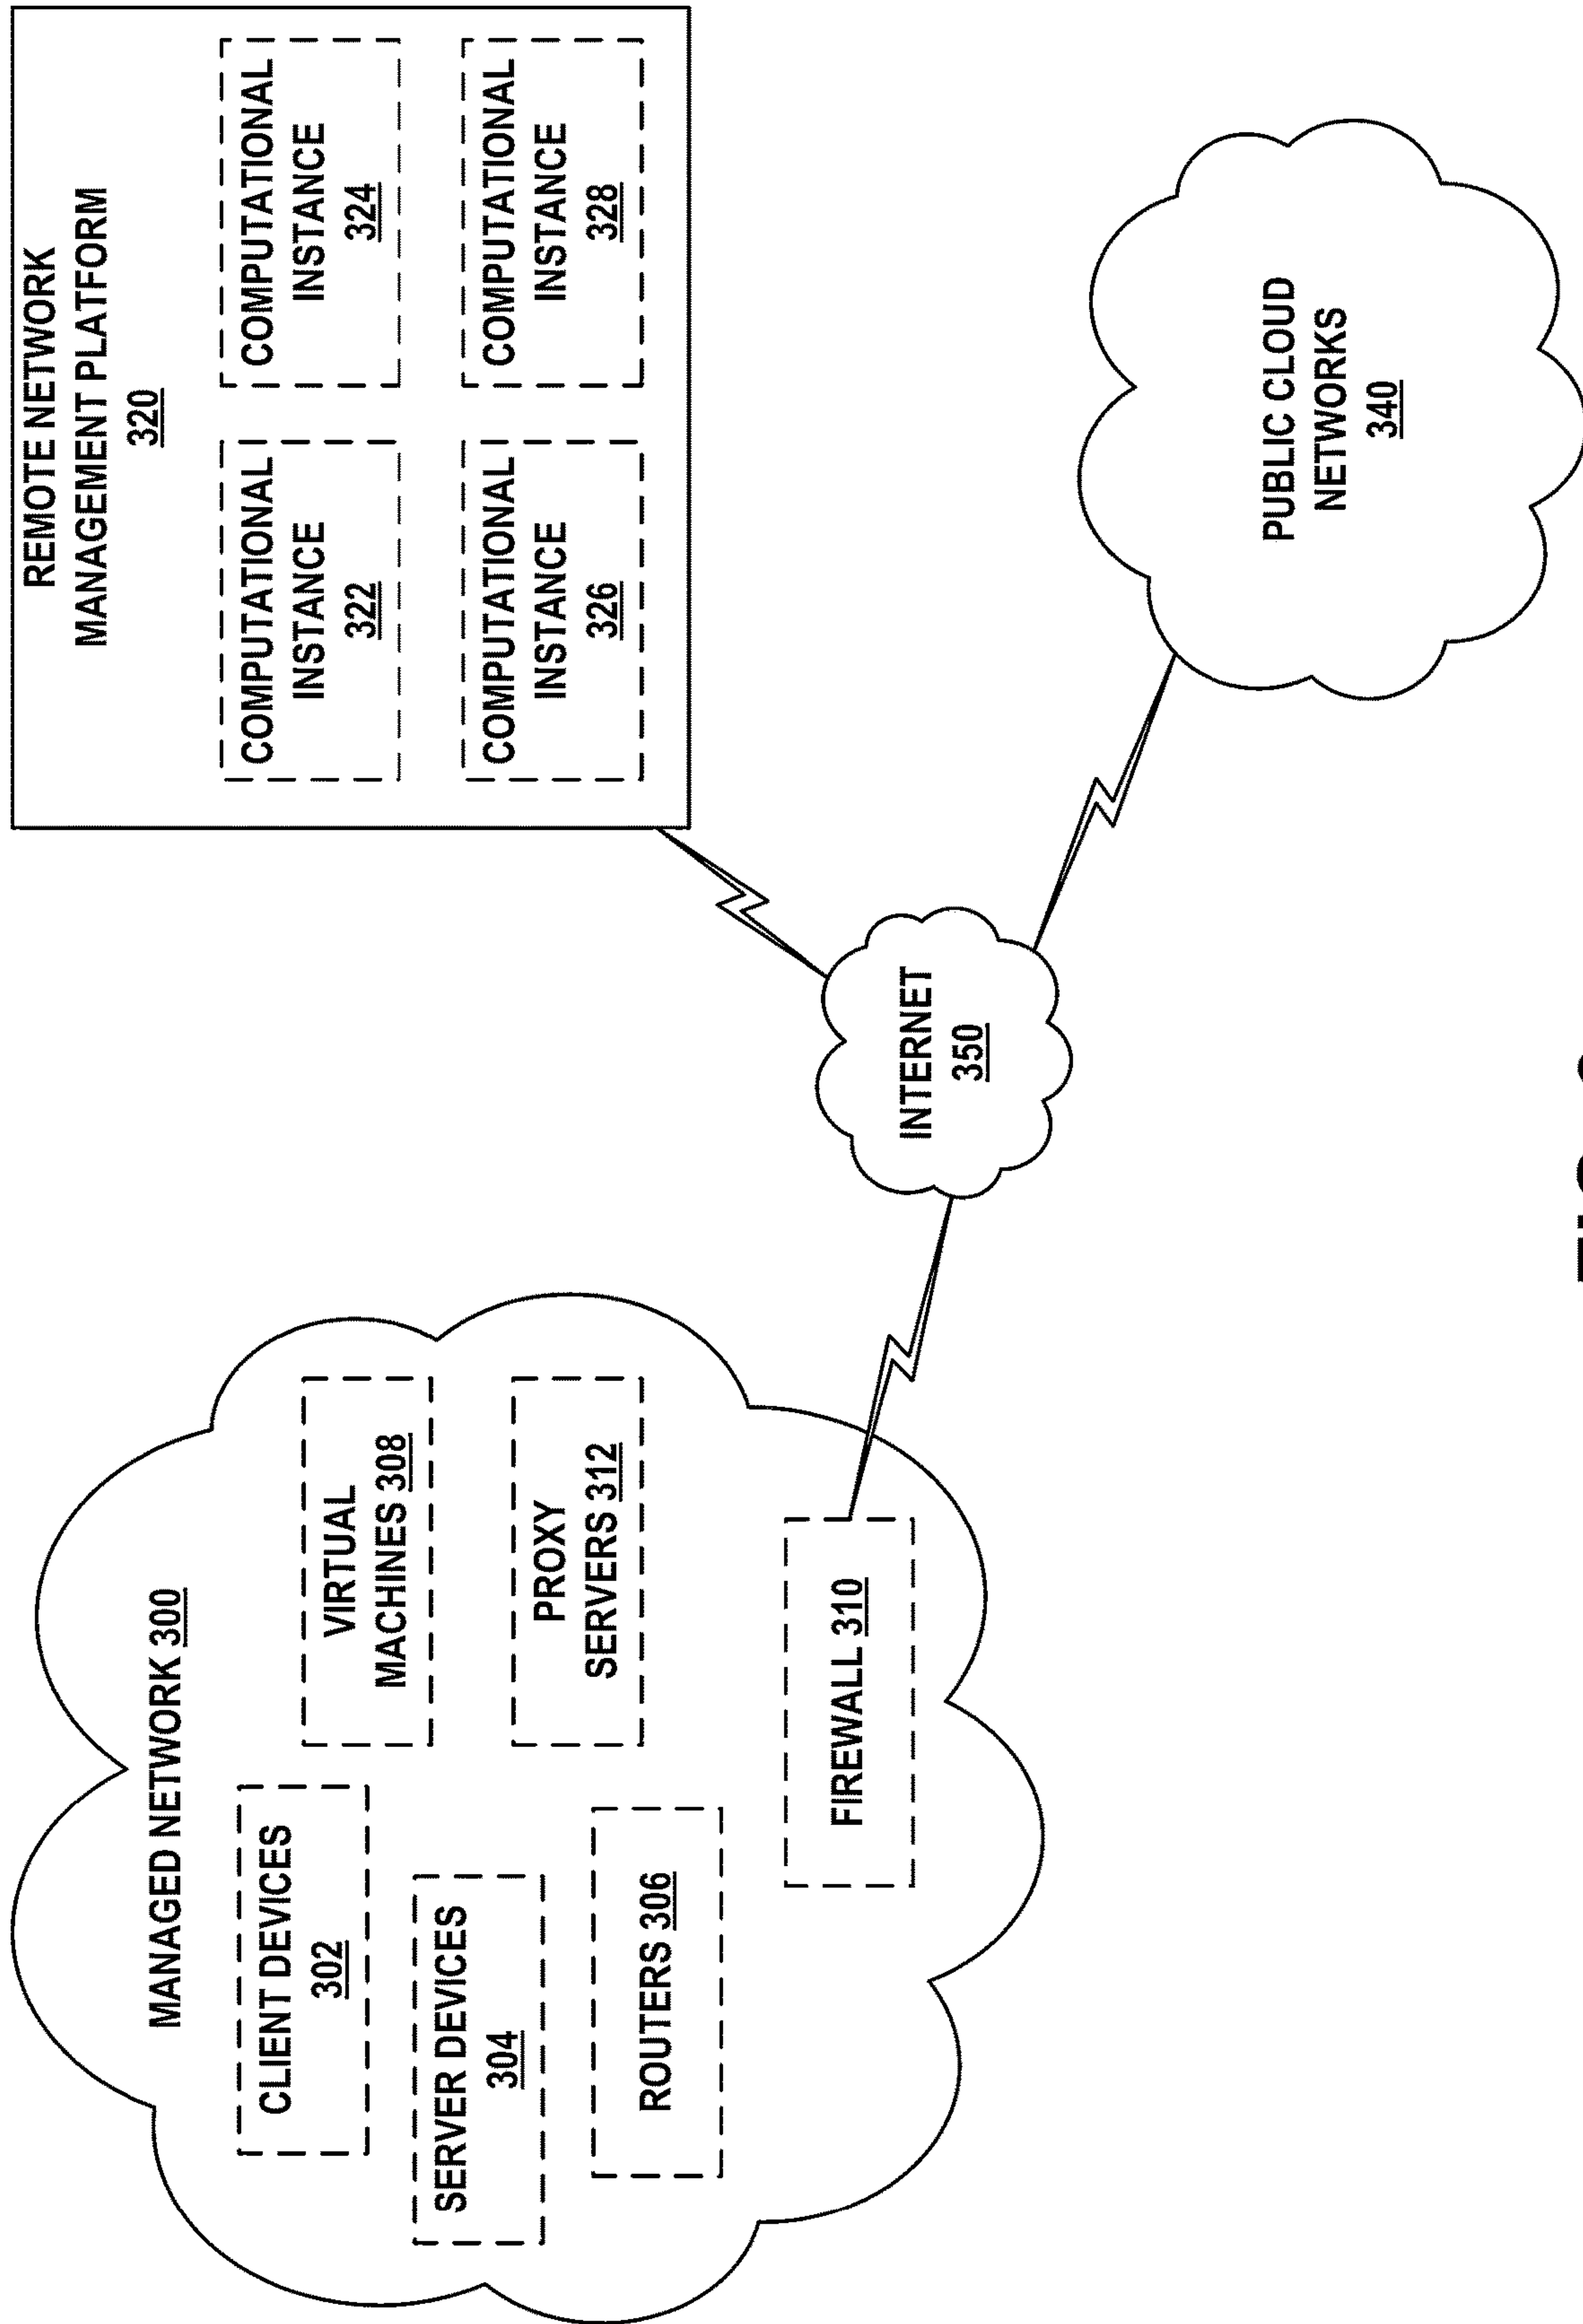 MANAGED NETWORK 300
CLIENT DEVICES
302
VIRTUAL
MACHINES 308
SERVER DEVICES
304
PROXY
SERVERS 312
ROUTERS 306
FIREWALL 310
INTERNET
350
REMOTE NETWORK
MANAGEMENT PLATFORM
320
COMPUTATIONAL
INSTANCE
322
COMPUTATIONAL
INSTANCE
324
COMPUTATIONAL
INSTANCE
326
COMPUTATIONAL
INSTANCE
328
PUBLIC CLOUD
NETWORKS
340